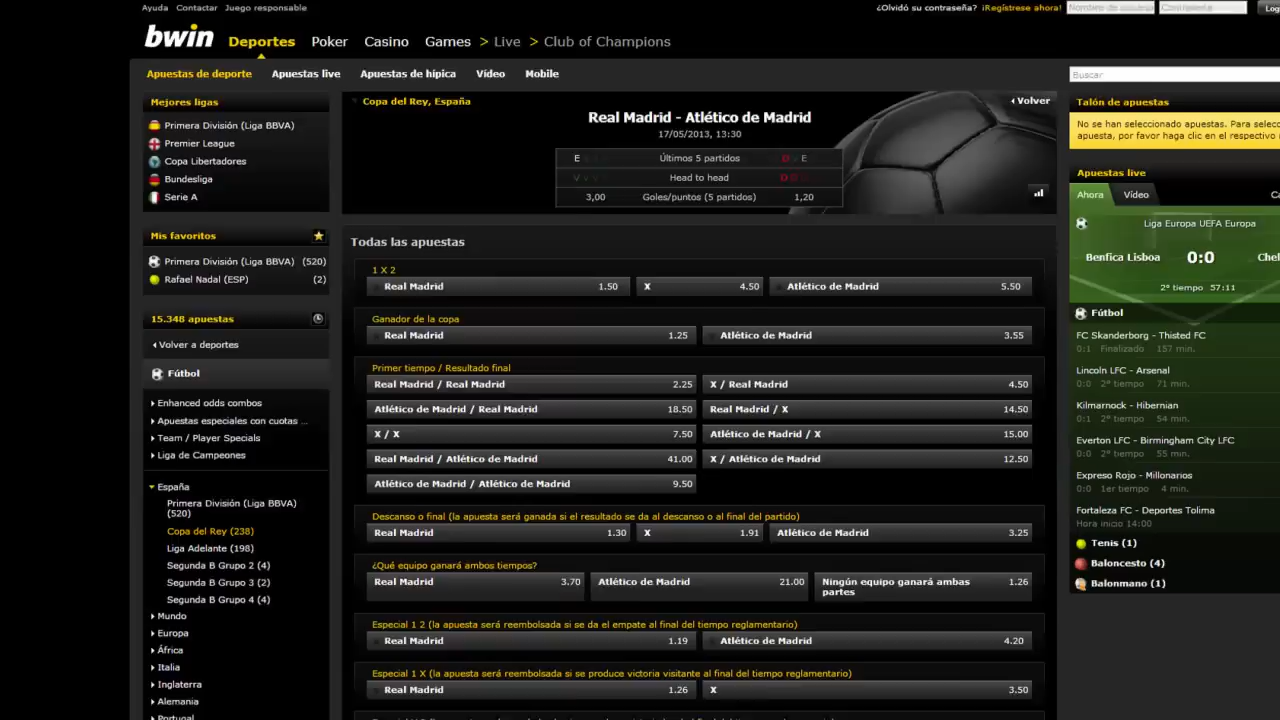 Ayuda Contactar Juego responsable
¿Olvidó su contraseña? ¡Regístrese ahora! Nombre de usuario Contraseña Log
bwin Deportes Poker Casino Games > Live > Club of Champions
Apuestas de deporte Apuestas live Apuestas de hípica Vídeo Mobile
Buscar
Mejores ligas
Primera División (Liga BBVA)
Premier League
Copa Libertadores
Bundesliga
Serie A
Mis favoritos
Primera División (Liga BBVA) (520)
Rafael Nadal (ESP) (2)
15.348 apuestas
Volver a deportes
Fútbol
Enhanced odds combos
Apuestas especiales con cuotas ...
Team / Player Specials
Liga de Campeones
España
Primera División (Liga BBVA)
(520)
Copa del Rey (238)
Liga Adelante (198)
Segunda B Grupo 2 (4)
Segunda B Grupo 3 (2)
Segunda B Grupo 4 (4)
Mundo
Europa
África
Italia
Inglaterra
Alemania
Portugal
Copa del Rey, España
Volver
Real Madrid - Atlético de Madrid
17/05/2013, 13:30
E Últimos 5 partidos D E
V Head to head D
3,00 Goles/puntos (5 partidos) 1,20
Todas las apuestas
1 X 2
Real Madrid 1.50 X 4.50 Atlético de Madrid 5.50
Ganador de la copa
Real Madrid 1.25 Atlético de Madrid 3.55
Primer tiempo / Resultado final
Real Madrid / Real Madrid 2.25 X / Real Madrid 4.50
Atlético de Madrid / Real Madrid 18.50 Real Madrid / X 14.50
X / X 7.50 Atlético de Madrid / X 15.00
Real Madrid / Atlético de Madrid 41.00 X / Atlético de Madrid 12.50
Atlético de Madrid / Atlético de Madrid 9.50
Descanso o final (la apuesta será ganada si el resultado se da al descanso o al final del partido)
Real Madrid 1.30 X 1.91 Atlético de Madrid 3.25
¿Qué equipo ganará ambos tiempos?
Real Madrid 3.70 Atlético de Madrid 21.00 Ningún equipo ganará ambas 1.26
partes
Especial 1 2 (la apuesta será reembolsada si se da el empate al final del tiempo reglamentario)
Real Madrid 1.19 Atlético de Madrid 4.20
Especial 1 X (la apuesta será reembolsada si se produce victoria visitante al final del tiempo reglamentario)
Real Madrid 1.26 X 3.50
Talón de apuestas
No se han seleccionado apuestas. Para selecc
apuesta, por favor haga clic en el respectivo
Apuestas live
Ahora Vídeo
Liga Europa UEFA Europa
Benfica Lisboa 0:0 Chel
2º tiempo 57:11
Fútbol
FC Skanderborg - Thisted FC
0:1 Finalizado 157 min.
Lincoln LFC - Arsenal
0:0 2º tiempo 71 min.
Kilmarnock - Hibernian
0:1 2º tiempo 54 min.
Everton LFC - Birmingham City LFC
0:0 2º tiempo 55 min.
Expreso Rojo - Millonarios
0:0 1er tiempo 4 min.
Fortaleza FC - Deportes Tolima
Hora inicio 14:00
Tenis (1)
Baloncesto (4)
Balonmano (1)